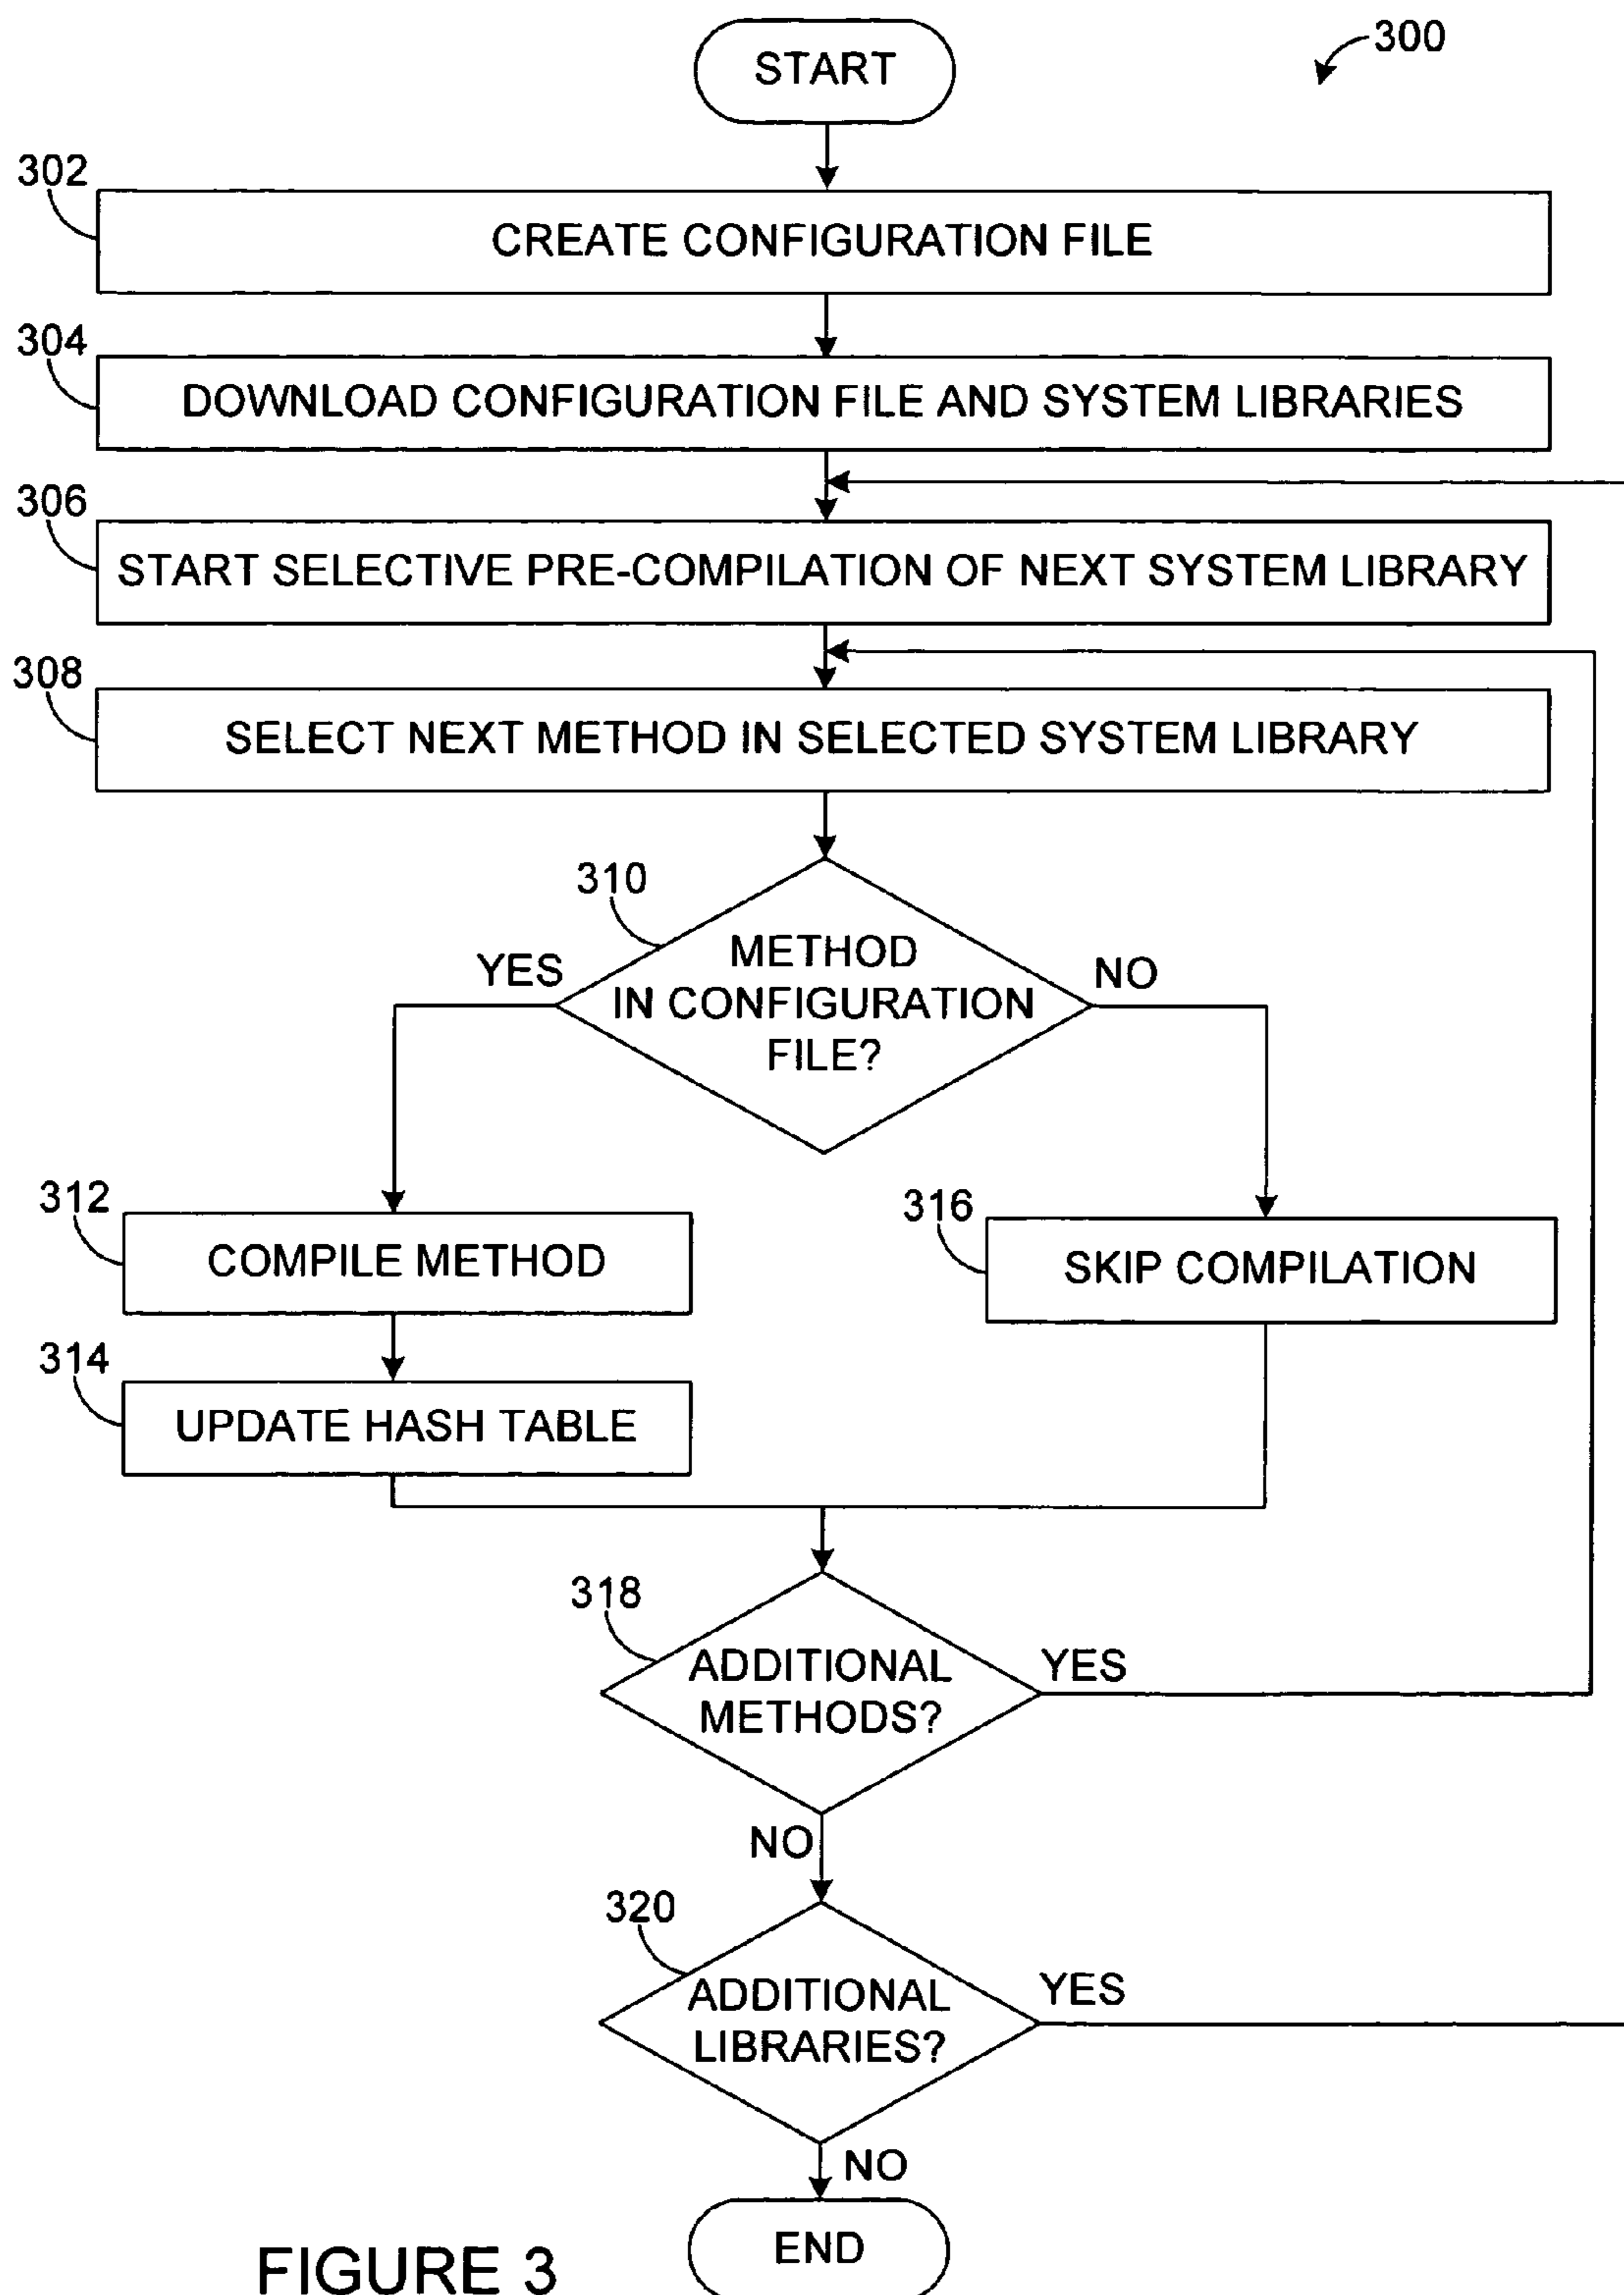 START
300
302
CREATE CONFIGURATION FILE
304
DOWNLOAD CONFIGURATION FILE AND SYSTEM LIBRARIES
306
START SELECTIVE PRE-COMPILATION OF NEXT SYSTEM LIBRARY
308
SELECT NEXT METHOD IN SELECTED SYSTEM LIBRARY
310
METHOD
IN CONFIGURATION
FILE?
YES
NO
312
COMPILE METHOD
316
SKIP COMPILATION
314
UPDATE HASH TABLE
318
ADDITIONAL
METHODS?
YES
NO
320
ADDITIONAL
LIBRARIES?
YES
NO
END
FIGURE 3